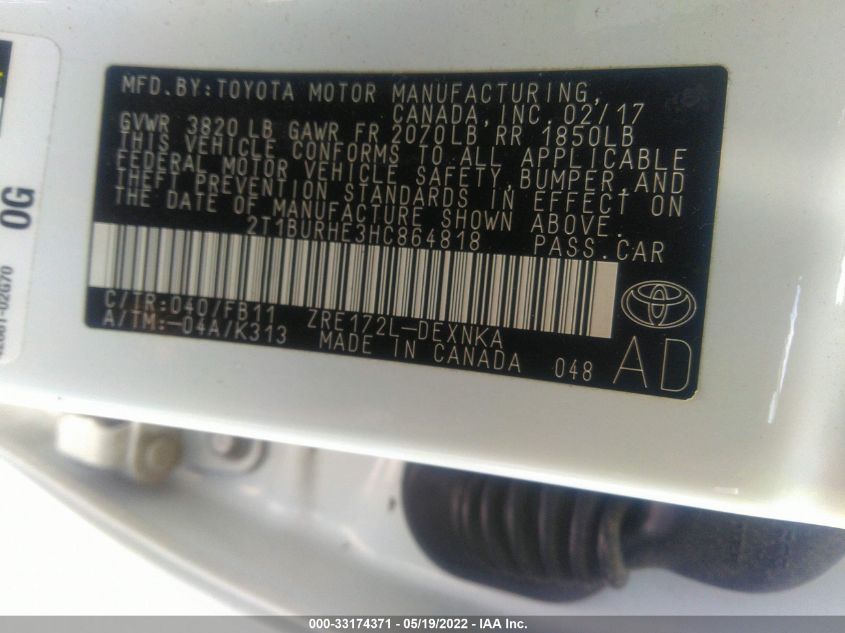 MFD.BY:TOYOTA MOTOR MANUFACTURING,
CANADA,INC.02/17
GVWR 3820 LB GAWR FR 2070LB,RR 1850LB
THIS VEHICLE CONFORMS TO ALL APPLICABLE
FEDERAL MOTOR VEHICLE SAFETY,BUMPER,AND
THEFT PREVENTION STANDARDS IN EFFECT ON
THE DATE OF MANUFACTURE SHOWN ABOVE.
2T1BURHE3HC864818 PASS.CAR
C/TR:040/FB11 ZRE172L-DEXNKA
A/TM:-04A/K313 MADE IN CANADA 048 AD
0G
000-33174371 - 05/19/2022 - IAA Inc.